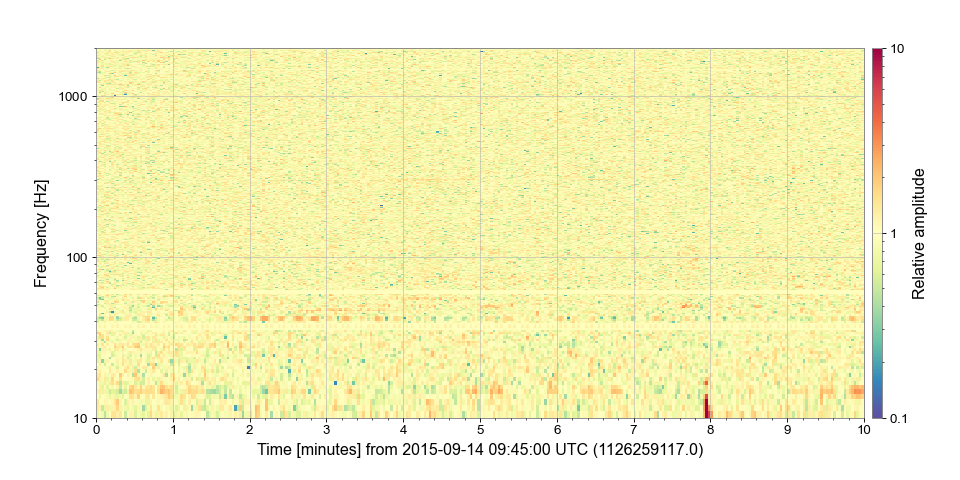 10
1000
Frequency [Hz]
100
1
Relative amplitude
10
0.1
0 1 2 3 4 5 6 7 8 9 10
Time [minutes] from 2015-09-14 09:45:00 UTC (1126259117.0)